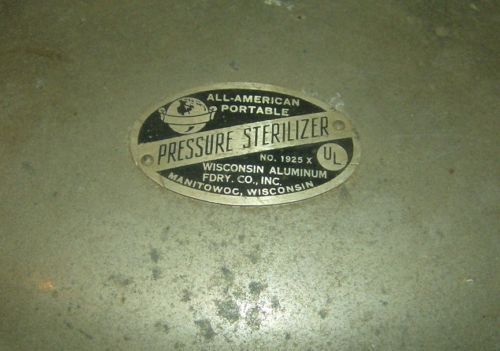 ALL-AMERICAN
PORTABLE
PRESSURE STERILIZER
NO. 1925 X
UL
WISCONSIN ALUMINUM
FDRY. CO., INC.
MANITOWOC, WISCONSIN